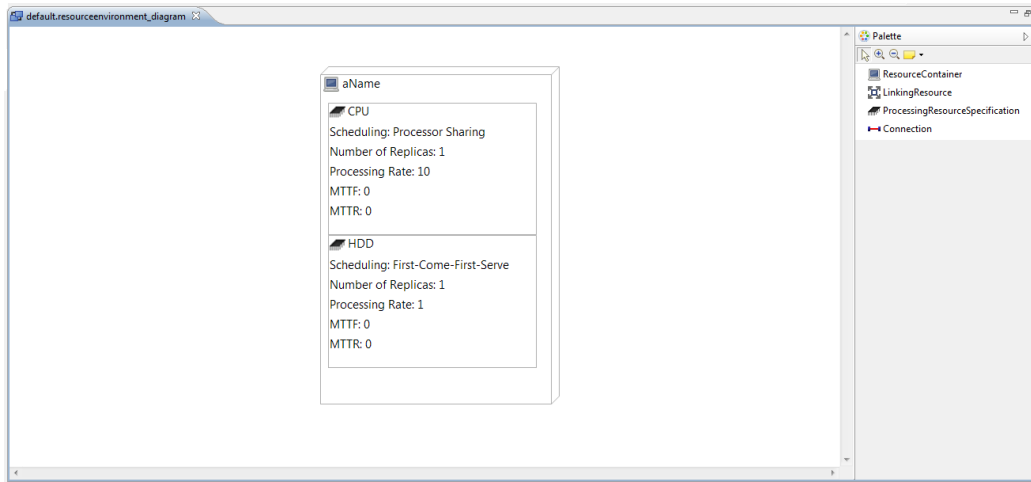 default.resourceenvironment_diagram
Palette
aName
CPU
Scheduling: Processor Sharing
Number of Replicas: 1
Processing Rate: 10
MTTF: 0
MTTR: 0
HDD
Scheduling: First-Come-First-Serve
Number of Replicas: 1
Processing Rate: 1
MTTF: 0
MTTR: 0
ResourceContainer
LinkingResource
ProcessingResourceSpecification
Connection